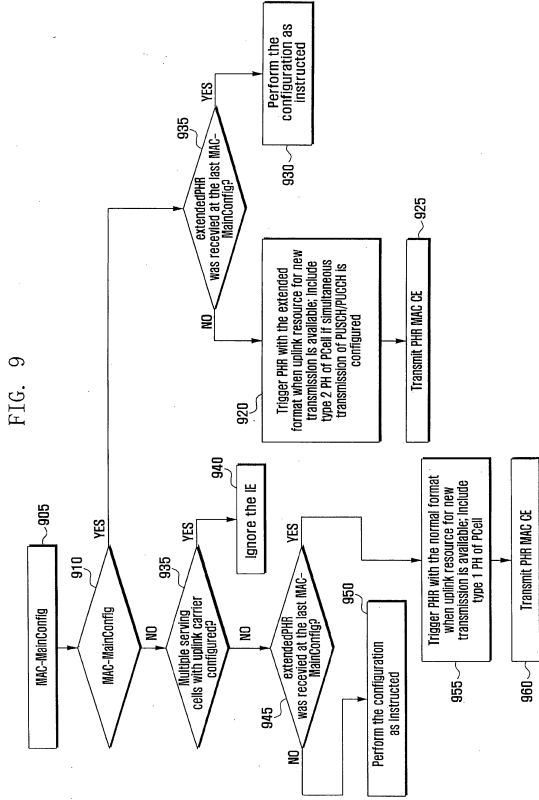 FIG. 9
MAC-MainConfig
905
910
MAC-MainConfig
YES
NO
935
extendedPHR
was recevied at the last MAC-
MainConfig?
YES
NO
930
Perform the
configuration as
instructed
920
Trigger PHR with the extended
format when uplink resource for new
transmission is available; Include
type 2 PH of PCell if simultaneous
transmission of PUSCH/PUCCH is
configured
925
Transmit PHR MAC CE
935
Multiple serving
cells with uplink carrier
configured?
YES
NO
940
Ignore the IE
945
extendedPHR
was recevied at the last MAC-
MainConfig?
YES
NO
950
Perform the configuration
as instructed
955
Trigger PHR with the normal format
when uplink resource for new
transmission is available; Include
type 1 PH of PCell
960
Transmit PHR MAC CE